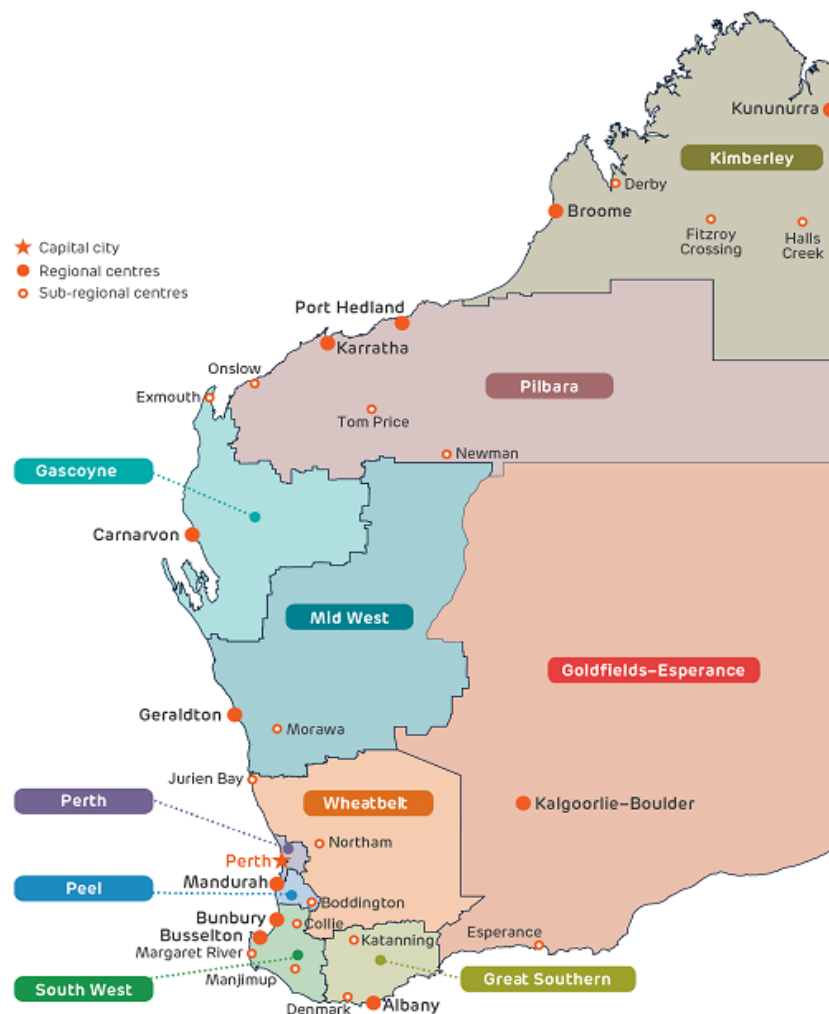 Kununurra
Kimberley
Derby
Broome
Fitzroy
Crossing
Halls
Creek
Capital city
Regional centres
Sub-regional centres
Port Hedland
Karratha
Onslow
Exmouth
Pilbara
Tom Price
Newman
Gascoyne
Carnarvon
Mid West
Goldfields–Esperance
Geraldton
Morawa
Jurien Bay
Perth
Wheatbelt
Kalgoorlie–Boulder
Northam
Perth
Mandurah
Peel
Boddington
Bunbury
Collie
Busselton
Katanning
Esperance
Margaret River
Manjimup
Great Southern
South West
Denmark
Albany